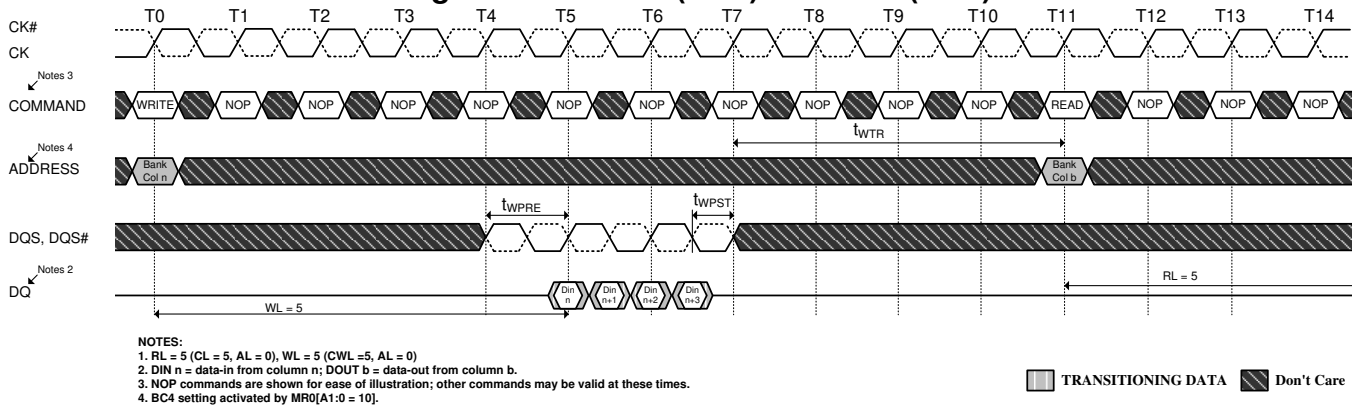 T0 T1 T2 T3 T4 T5 T6 T7 T8 T9 T10 T11 T12 T13 T14
CK#
CK
Notes 3
COMMAND WRITE NOP NOP NOP NOP NOP NOP NOP NOP NOP NOP READ NOP NOP NOP
tWTR
Notes 4
ADDRESS Bank Col n Bank Col b
tWPRE tWPST
DQS, DQS#
Notes 2
DQ Din n Din n+1 Din n+2 Din n+3
RL = 5
WL = 5
NOTES:
1. RL = 5 (CL = 5, AL = 0), WL = 5 (CWL =5, AL = 0)
2. DIN n = data-in from column n; DOUT b = data-out from column b.
3. NOP commands are shown for ease of illustration; other commands may be valid at these times.
4. BC4 setting activated by MR0[A1:0 = 10].
TRANSITIONING DATA Don't Care